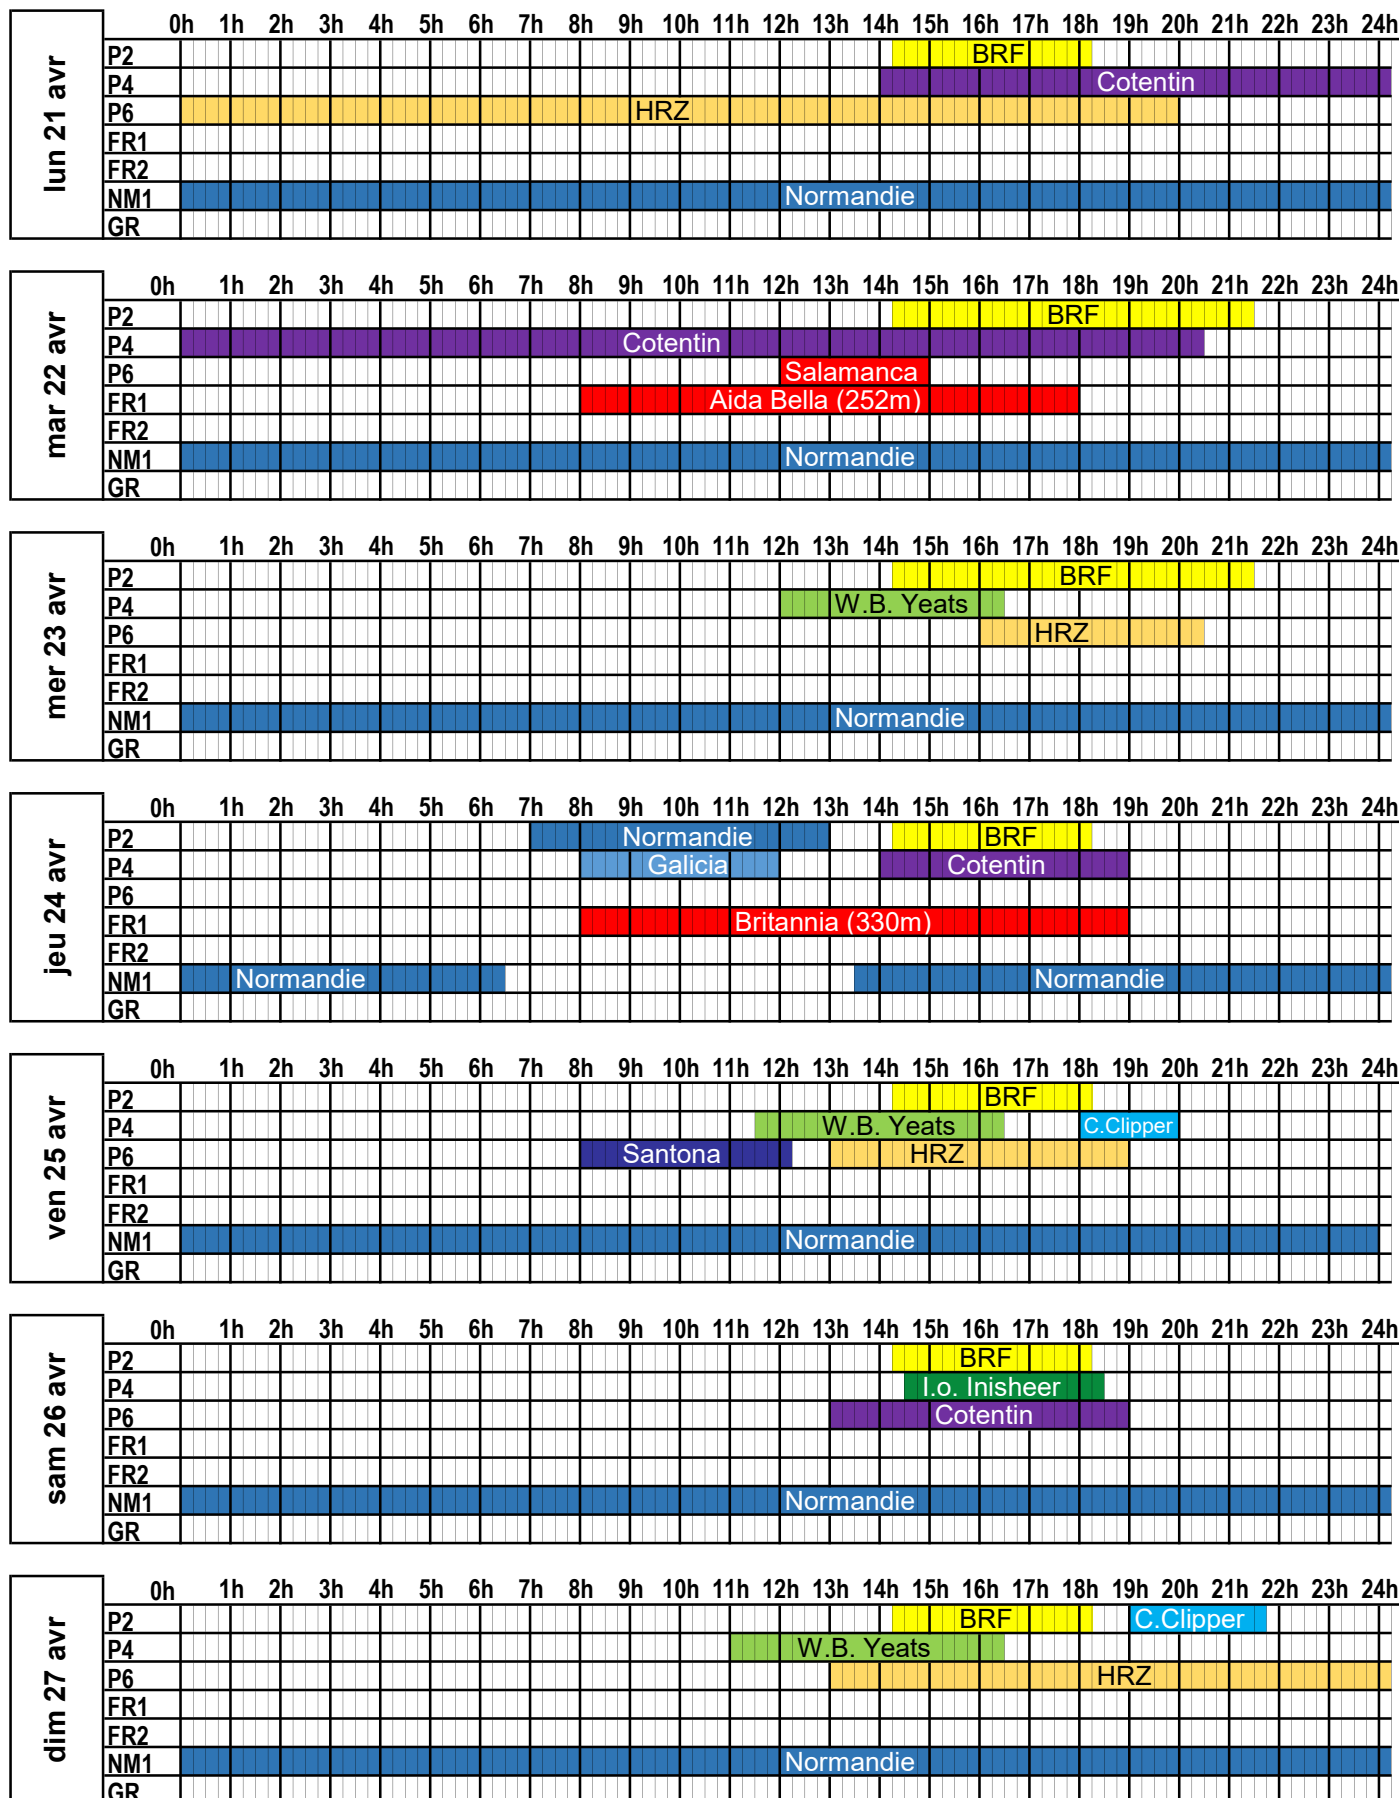 0h 1h 2h 3h 4h 5h 6h 7h 8h 9h 10h 11h 12h 13h 14h 15h 16h 17h 18h 19h 20h 21h 22h 23h 24h
lun 21 avr
P2 BRF
P4 Cotentin
P6 HRZ
FR1
FR2
NM1 Normandie
GR
0h 1h 2h 3h 4h 5h 6h 7h 8h 9h 10h 11h 12h 13h 14h 15h 16h 17h 18h 19h 20h 21h 22h 23h 24h
mar 22 avr
P2 BRF
P4 Cotentin
P6 Salamanca
FR1 Aida Bella (252m)
FR2
NM1 Normandie
GR
0h 1h 2h 3h 4h 5h 6h 7h 8h 9h 10h 11h 12h 13h 14h 15h 16h 17h 18h 19h 20h 21h 22h 23h 24h
mer 23 avr
P2 BRF
P4 W.B. Yeats
P6 HRZ
FR1
FR2
NM1 Normandie
GR
0h 1h 2h 3h 4h 5h 6h 7h 8h 9h 10h 11h 12h 13h 14h 15h 16h 17h 18h 19h 20h 21h 22h 23h 24h
jeu 24 avr
P2 Normandie BRF
P4 Galicia Cotentin
P6
FR1 Britannia (330m)
FR2
NM1 Normandie Normandie
GR
0h 1h 2h 3h 4h 5h 6h 7h 8h 9h 10h 11h 12h 13h 14h 15h 16h 17h 18h 19h 20h 21h 22h 23h 24h
ven 25 avr
P2 BRF
P4 W.B. Yeats C.Clipper
P6 Santona HRZ
FR1
FR2
NM1 Normandie
GR
0h 1h 2h 3h 4h 5h 6h 7h 8h 9h 10h 11h 12h 13h 14h 15h 16h 17h 18h 19h 20h 21h 22h 23h 24h
sam 26 avr
P2 BRF
P4 I.o. Inisheer
P6 Cotentin
FR1
FR2
NM1 Normandie
GR
0h 1h 2h 3h 4h 5h 6h 7h 8h 9h 10h 11h 12h 13h 14h 15h 16h 17h 18h 19h 20h 21h 22h 23h 24h
dim 27 avr
P2 BRF C.Clipper
P4 W.B. Yeats
P6 HRZ
FR1
FR2
NM1 Normandie
GR